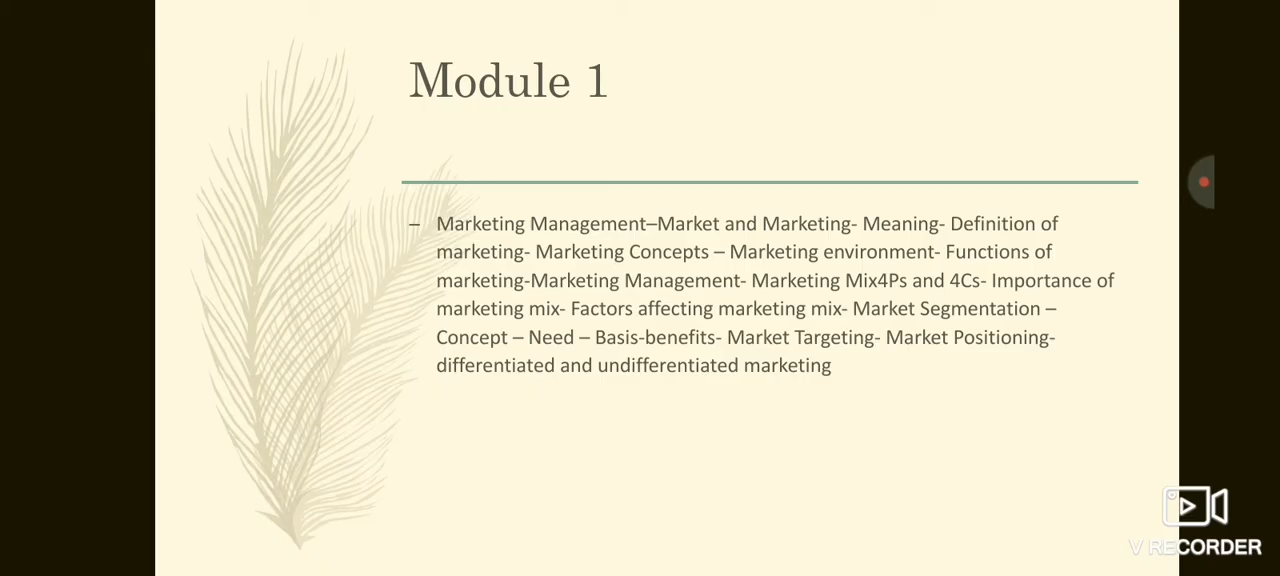 Module 1
– Marketing Management–Market and Marketing- Meaning- Definition of
marketing- Marketing Concepts – Marketing environment- Functions of
marketing-Marketing Management- Marketing Mix4Ps and 4Cs- Importance of
marketing mix- Factors affecting marketing mix- Market Segmentation –
Concept – Need – Basis-benefits- Market Targeting- Market Positioning-
differentiated and undifferentiated marketing
V RECORDER